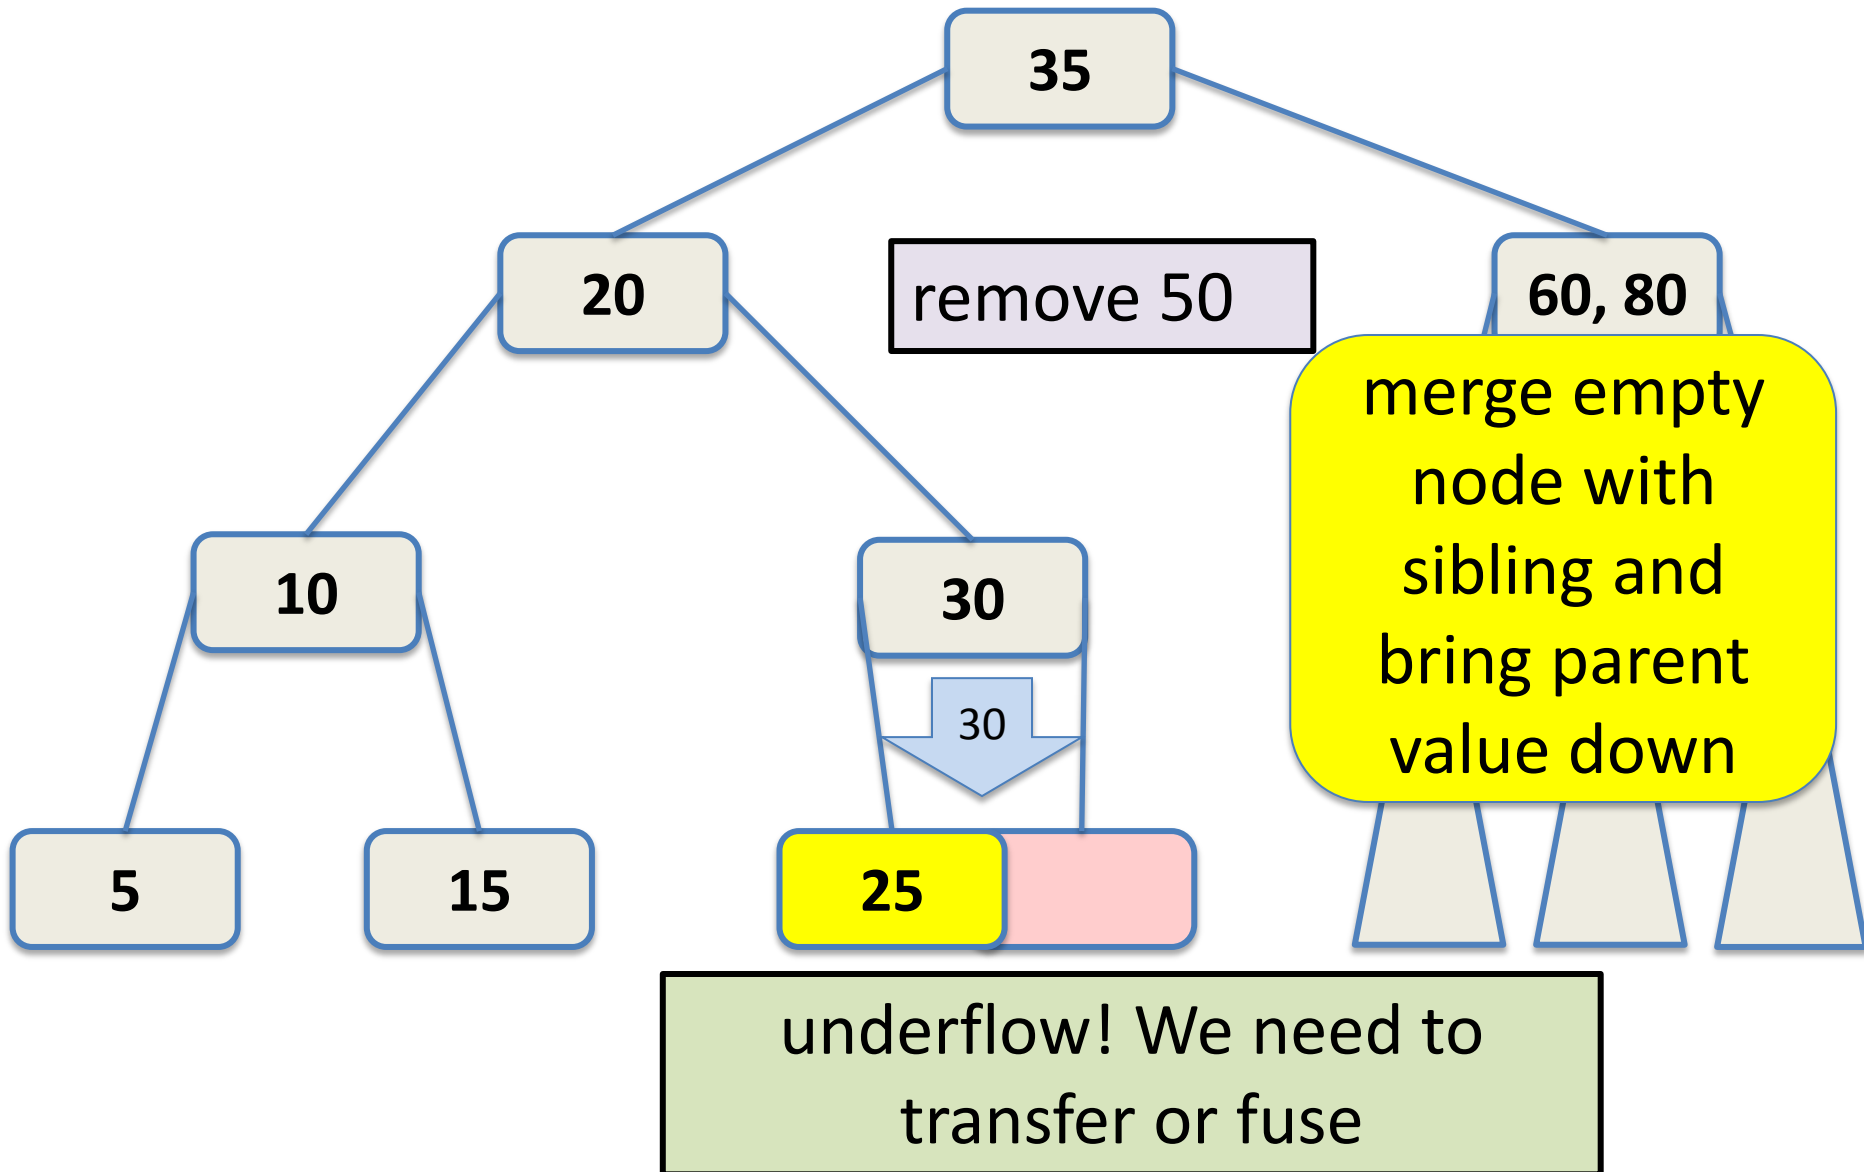 35
20
remove 50
60, 80
merge empty
node with
sibling and
bring parent
value down
10
30
30
5
15
25
underflow! We need to
transfer or fuse